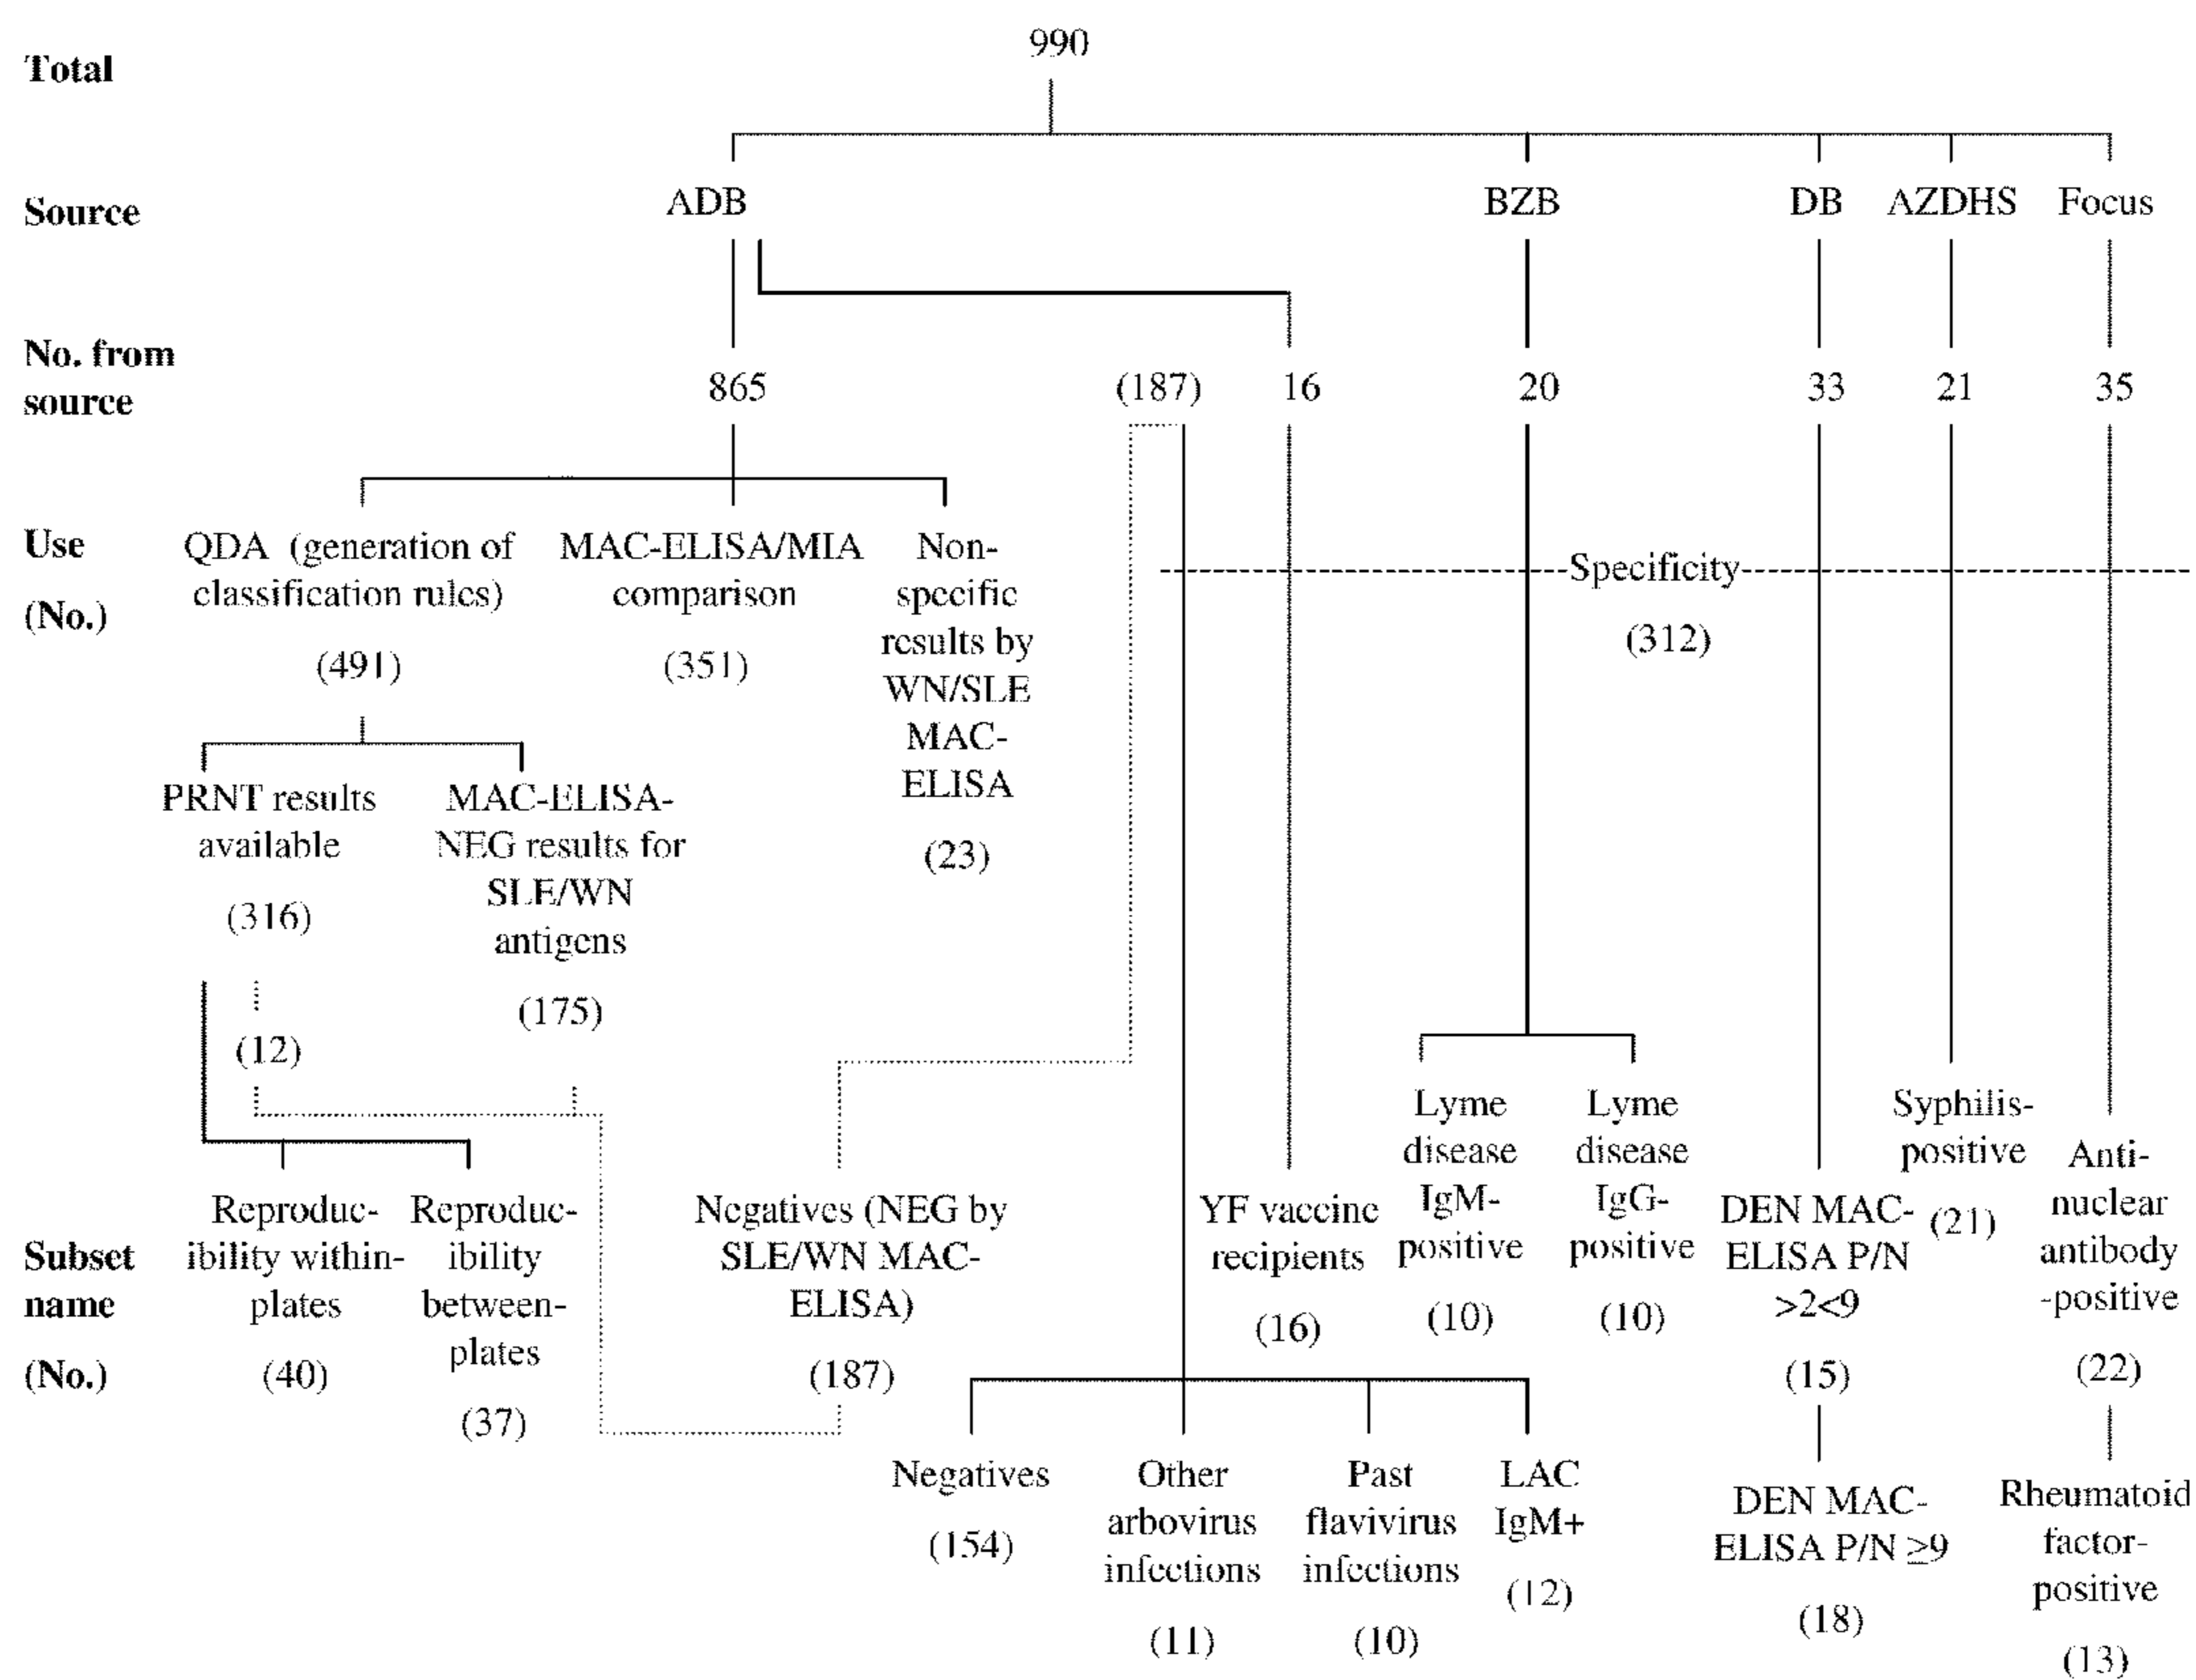 Total
990
Source
ADB
BZB
DB
AZDHS
Focus
No. from
source
865
(187)
16
20
33
21
35
Use
(No.)
QDA (generation of
classification rules)
(491)
MAC-ELISA/MIA
comparison
(351)
Non-
specific
results by
WN/SLE
MAC-
ELISA
(23)
Specificity
(312)
PRNT results
available
(316)
(12)
MAC-ELISA-
NEG results for
SLE/WN
antigens
(175)
Subset
name
(No.)
Reproduc-
ibility within-
plates
(40)
Reproduc-
ibility
between-
plates
(37)
Negatives (NEG by
SLE/WN MAC-
ELISA)
(187)
YF vaccine
recipients
(16)
Lyme
disease
IgM-
positive
(10)
Lyme
disease
IgG-
positive
(10)
DEN MAC-
ELISA P/N
>2<9
(15)
Syphilis-
positive
(21)
Anti-
nuclear
antibody
-positive
(22)
Negatives
(154)
Other
arbovirus
infections
(11)
Past
flavivirus
infections
(10)
LAC
IgM+
(12)
DEN MAC-
ELISA P/N ≥9
(18)
Rheumatoid
factor-
positive
(13)